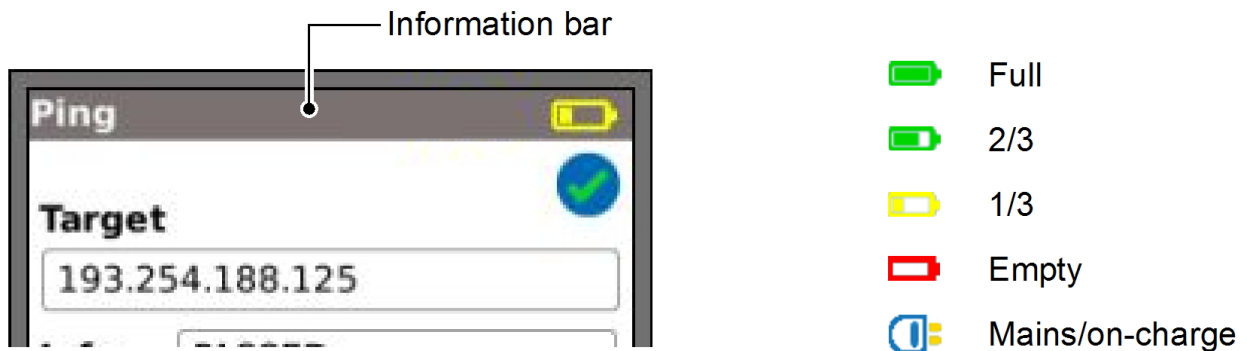 Information bar
Ping
Target
193.254.188.125
Full
2/3
1/3
Empty
Mains/on-charge